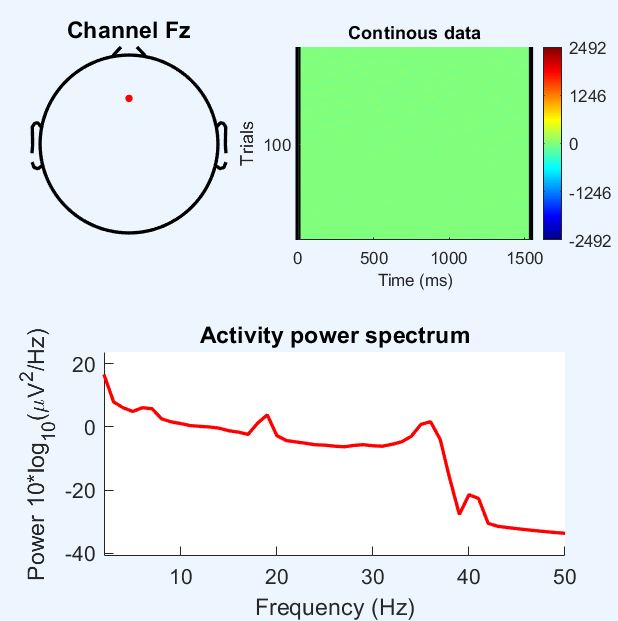 Channel Fz
Continous data
Trials
100
2492
1246
0
-1246
-2492
0 500 1000 1500
Time (ms)
Activity power spectrum
Power 10*log10(μV2/Hz)
20
0
-20
-40
10 20 30 40 50
Frequency (Hz)